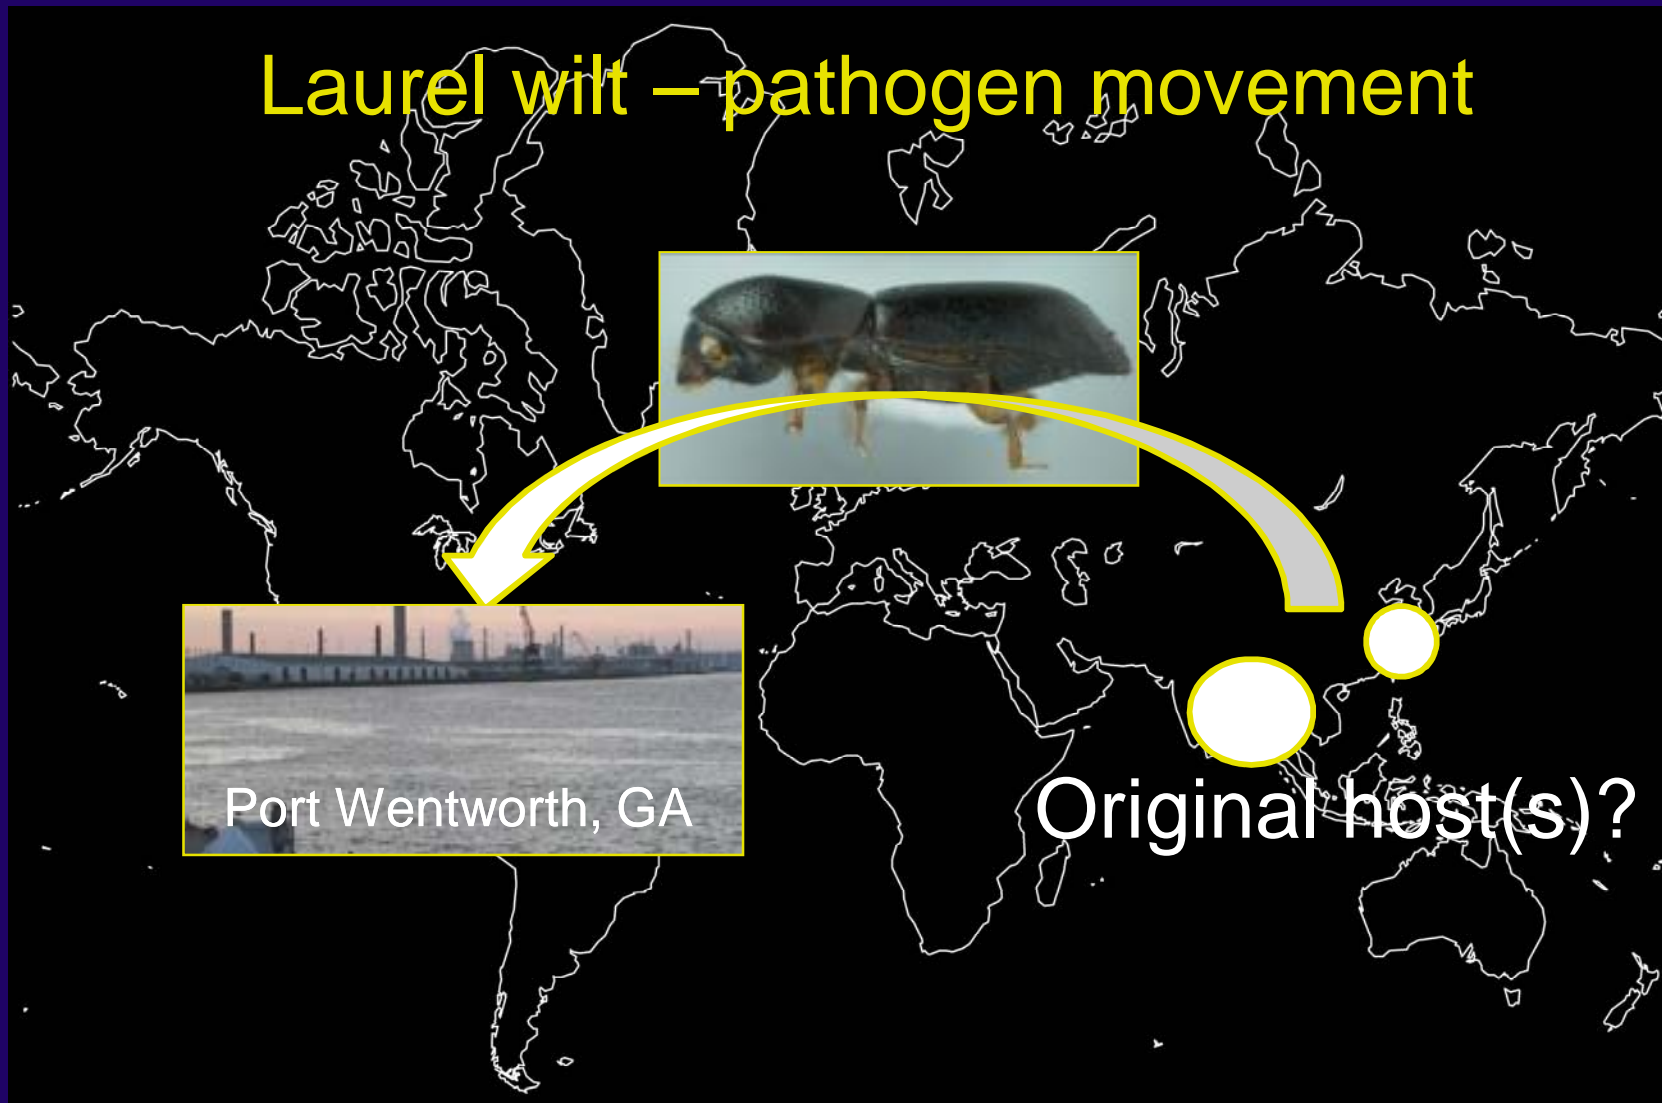 Laurel wilt – pathogen movement
Port Wentworth, GA
Original host(s)?